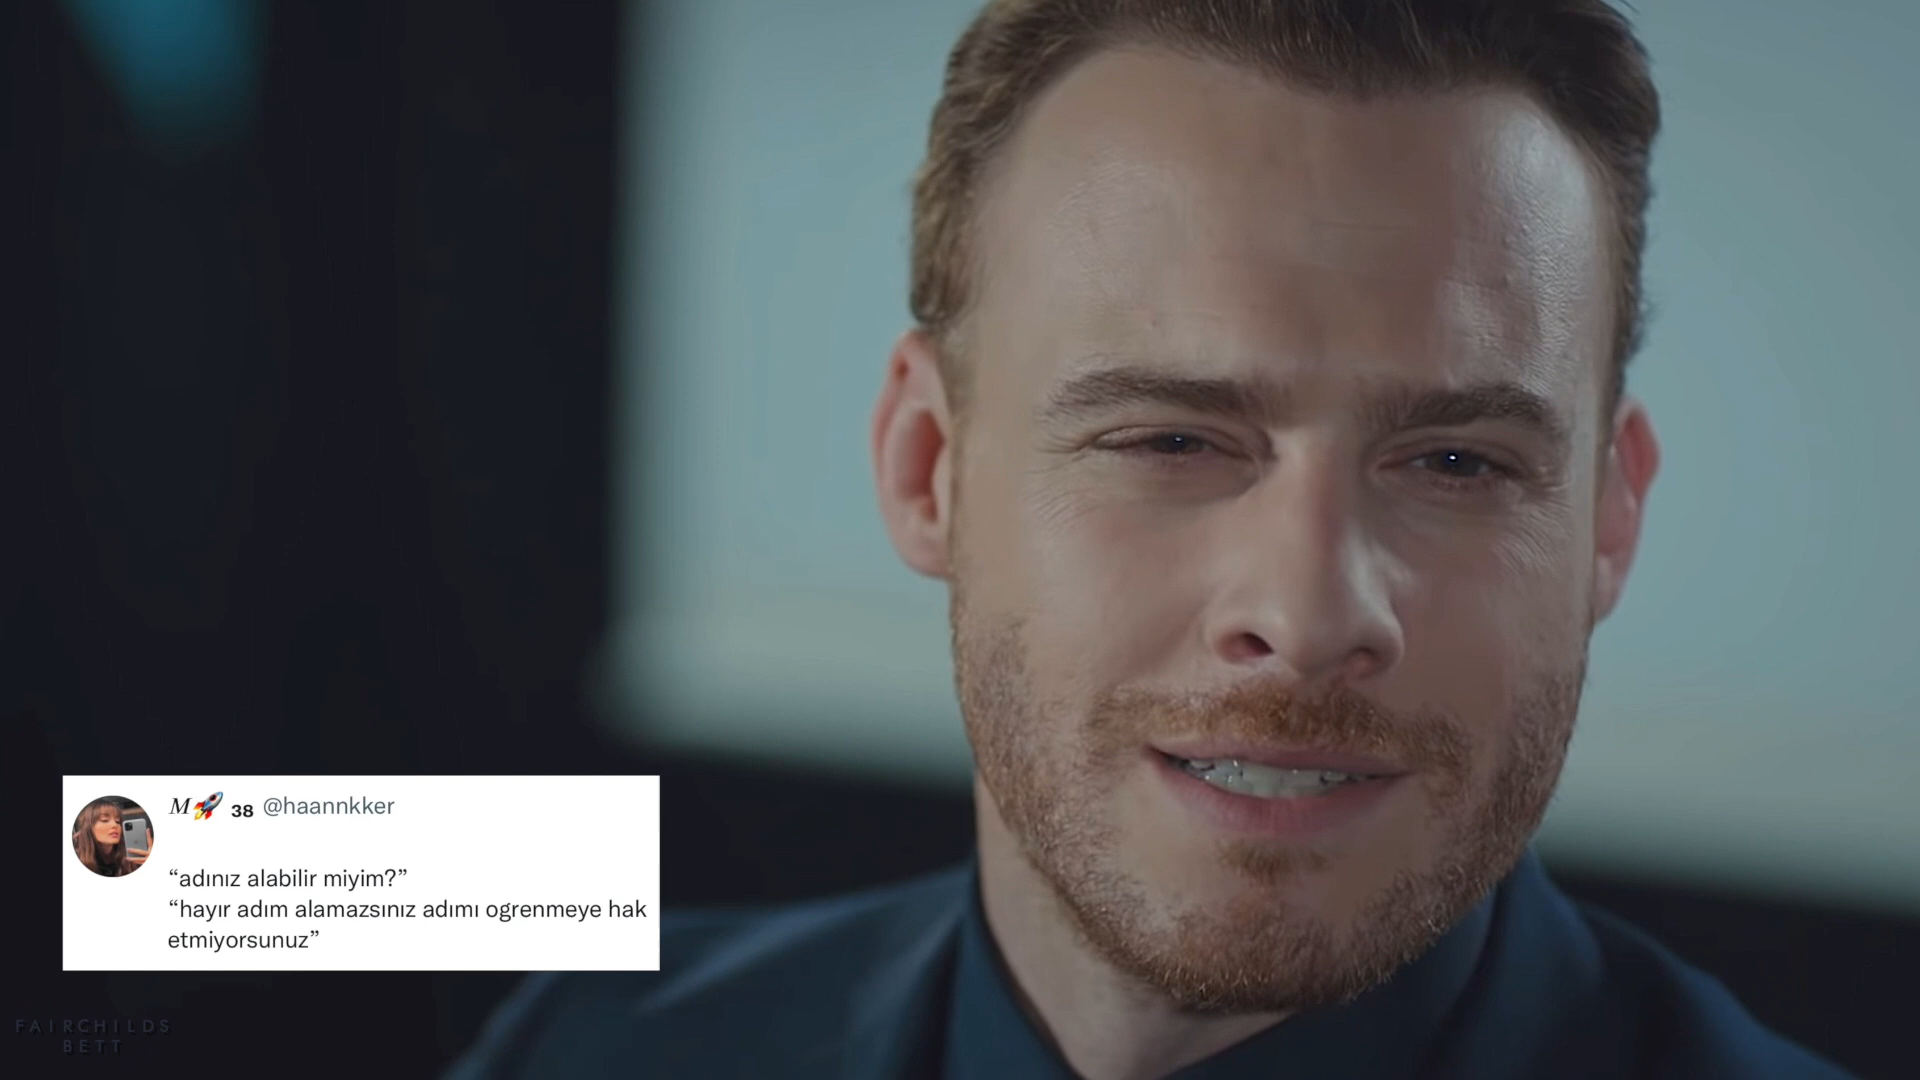 M🚀 38 @haannkker
“adınız alabilir miyim?”
“hayır adım alamazsınız adımı ogrenmeye hak
etmiyorsunuz”
FAIRCHILDS
BETT